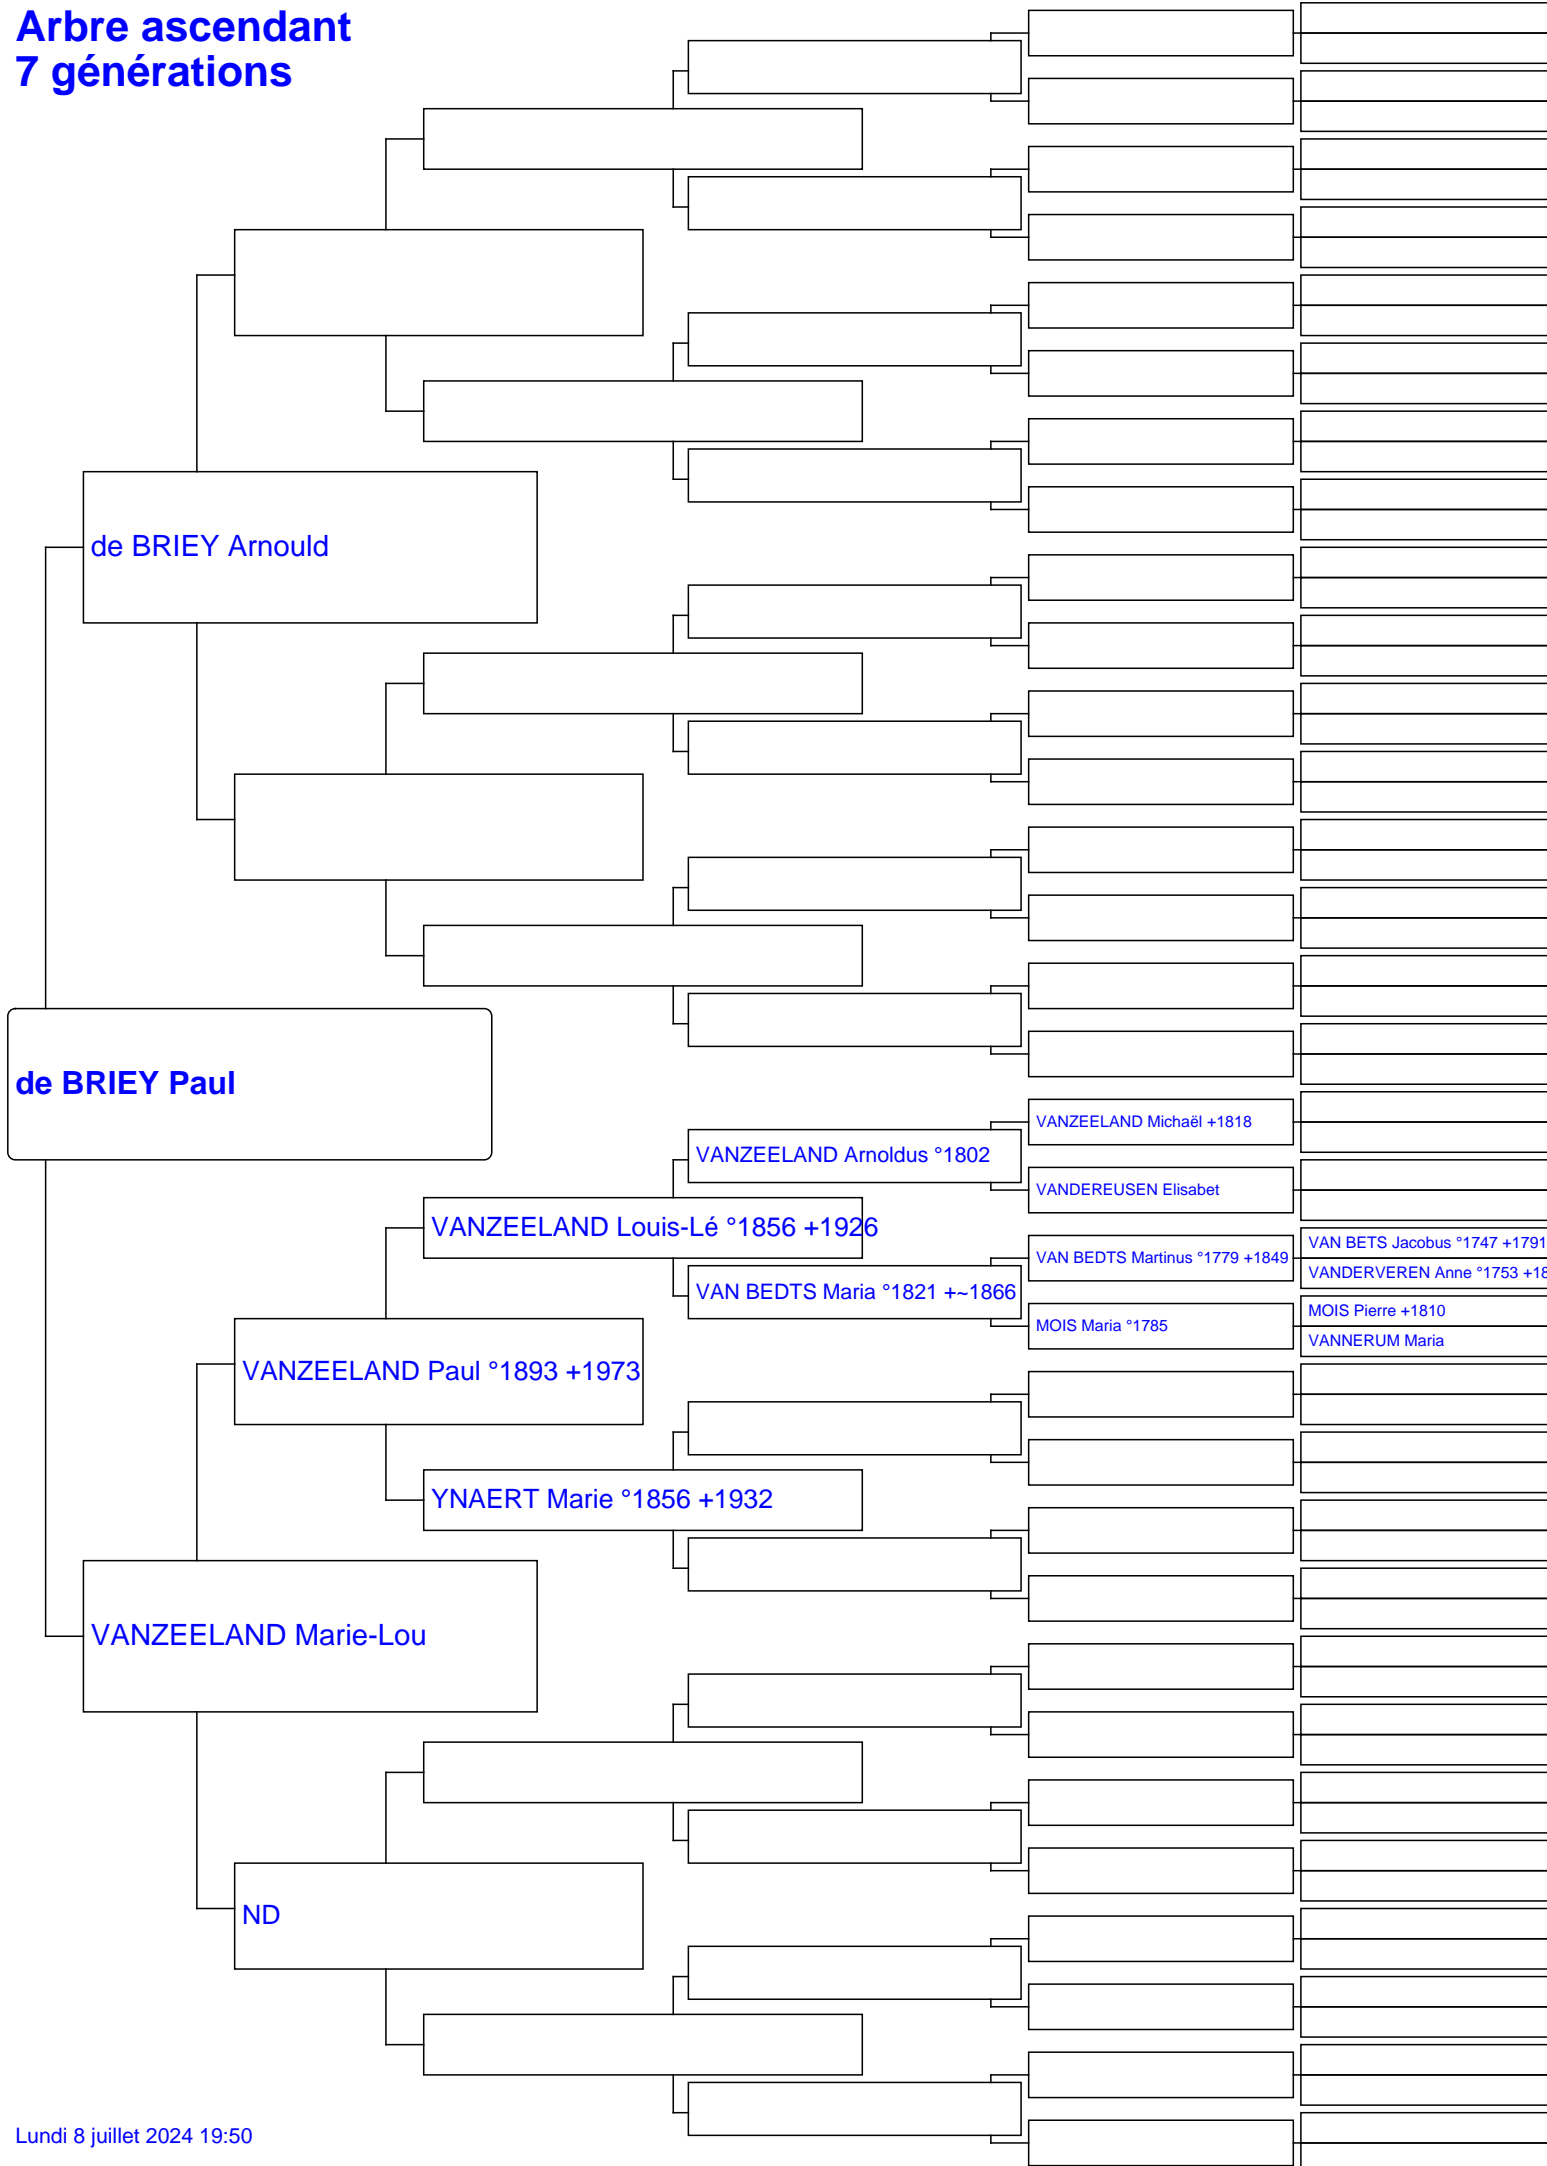 Arbre ascendant
7 générations
de BRIEY Arnould
de BRIEY Paul
VANZEELAND Michaël +1818
VANZEELAND Arnoldus °1802
VANDEREUSEN Elisabet
VANZEELAND Louis-Lé °1856 +1926
VAN BETS Jacobus °1747 +1791
VAN BEDTS Martinus °1779 +1849
VANDERVEREN Anne °1753 +18
VAN BEDTS Maria °1821 +~1866
MOIS Pierre +1810
MOIS Maria °1785
VANNERUM Maria
VANZEELAND Paul °1893 +1973
YNAERT Marie °1856 +1932
VANZEELAND Marie-Lou
ND
Lundi 8 juillet 2024 19:50